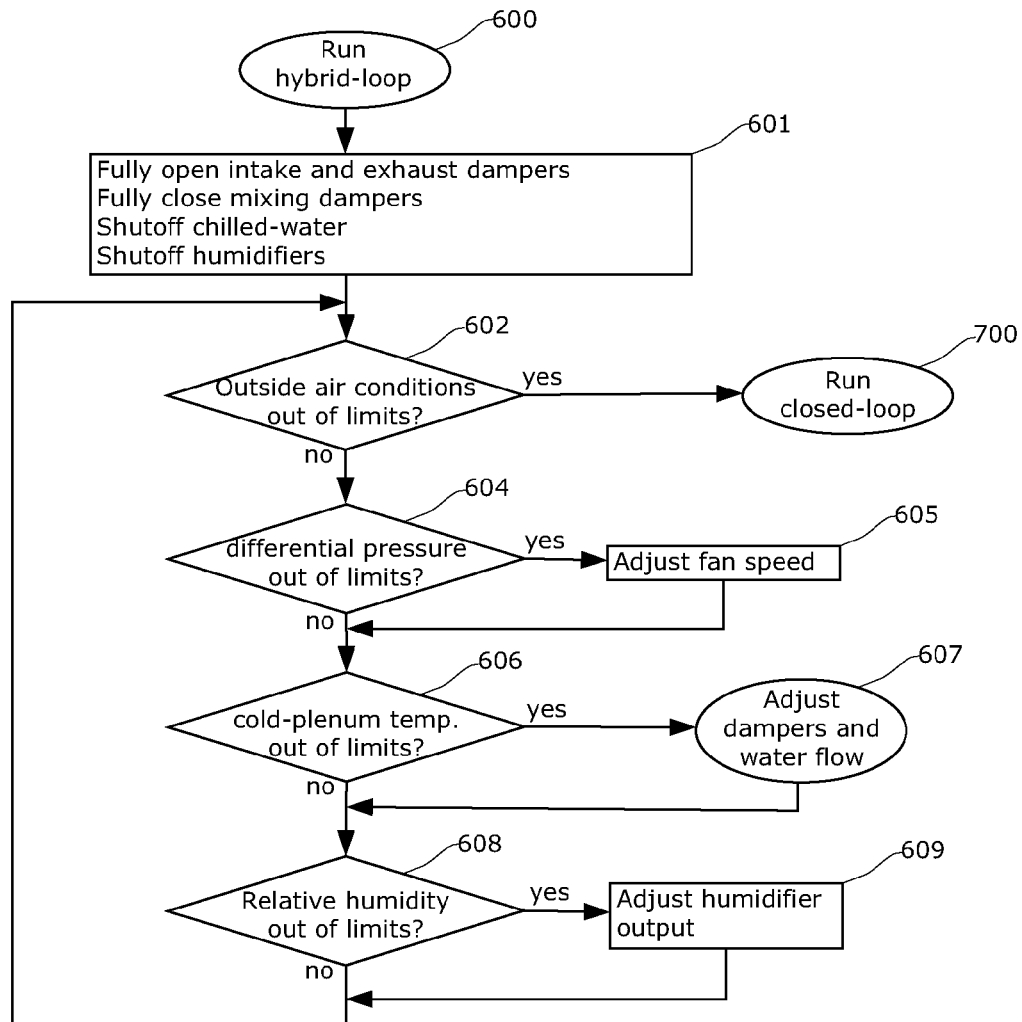 600
Run
hybrid-loop
601
Fully open intake and exhaust dampers
Fully close mixing dampers
Shutoff chilled-water
Shutoff humidifiers
602
Outside air conditions
out of limits?
yes
no
700
Run
closed-loop
604
differential pressure
out of limits?
yes
no
605
Adjust fan speed
606
cold-plenum temp.
out of limits?
yes
no
607
Adjust
dampers and
water flow
608
Relative humidity
out of limits?
yes
no
609
Adjust humidifier
output